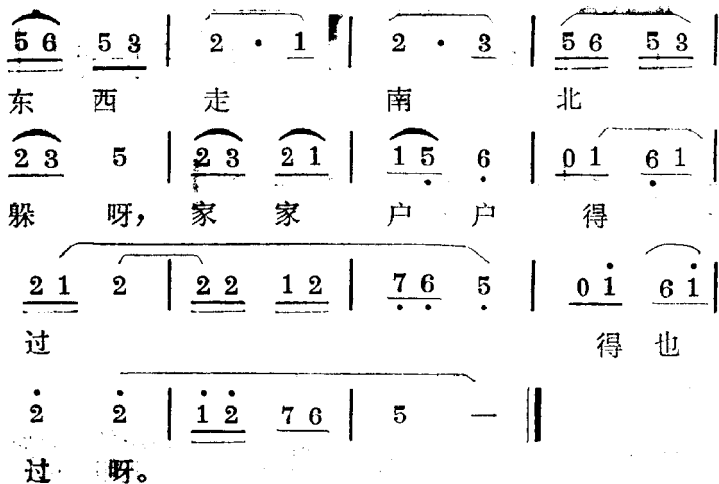 5 6 5 3 | 2 · 1 | 2 · 3 | 5 6 5 3 |
东 西 走 南 北
2 3 5 | 2 3 2 1 | 1 5 6 | 0 1 6 1 |
躲 呀， 家 家 户 户 得
2 1 2 | 2 2 1 2 | 7 6 5 | 0 1 6 1 |
过 得 也
2 2 | 1 2 7 6 | 5 — ‖
过 呀。